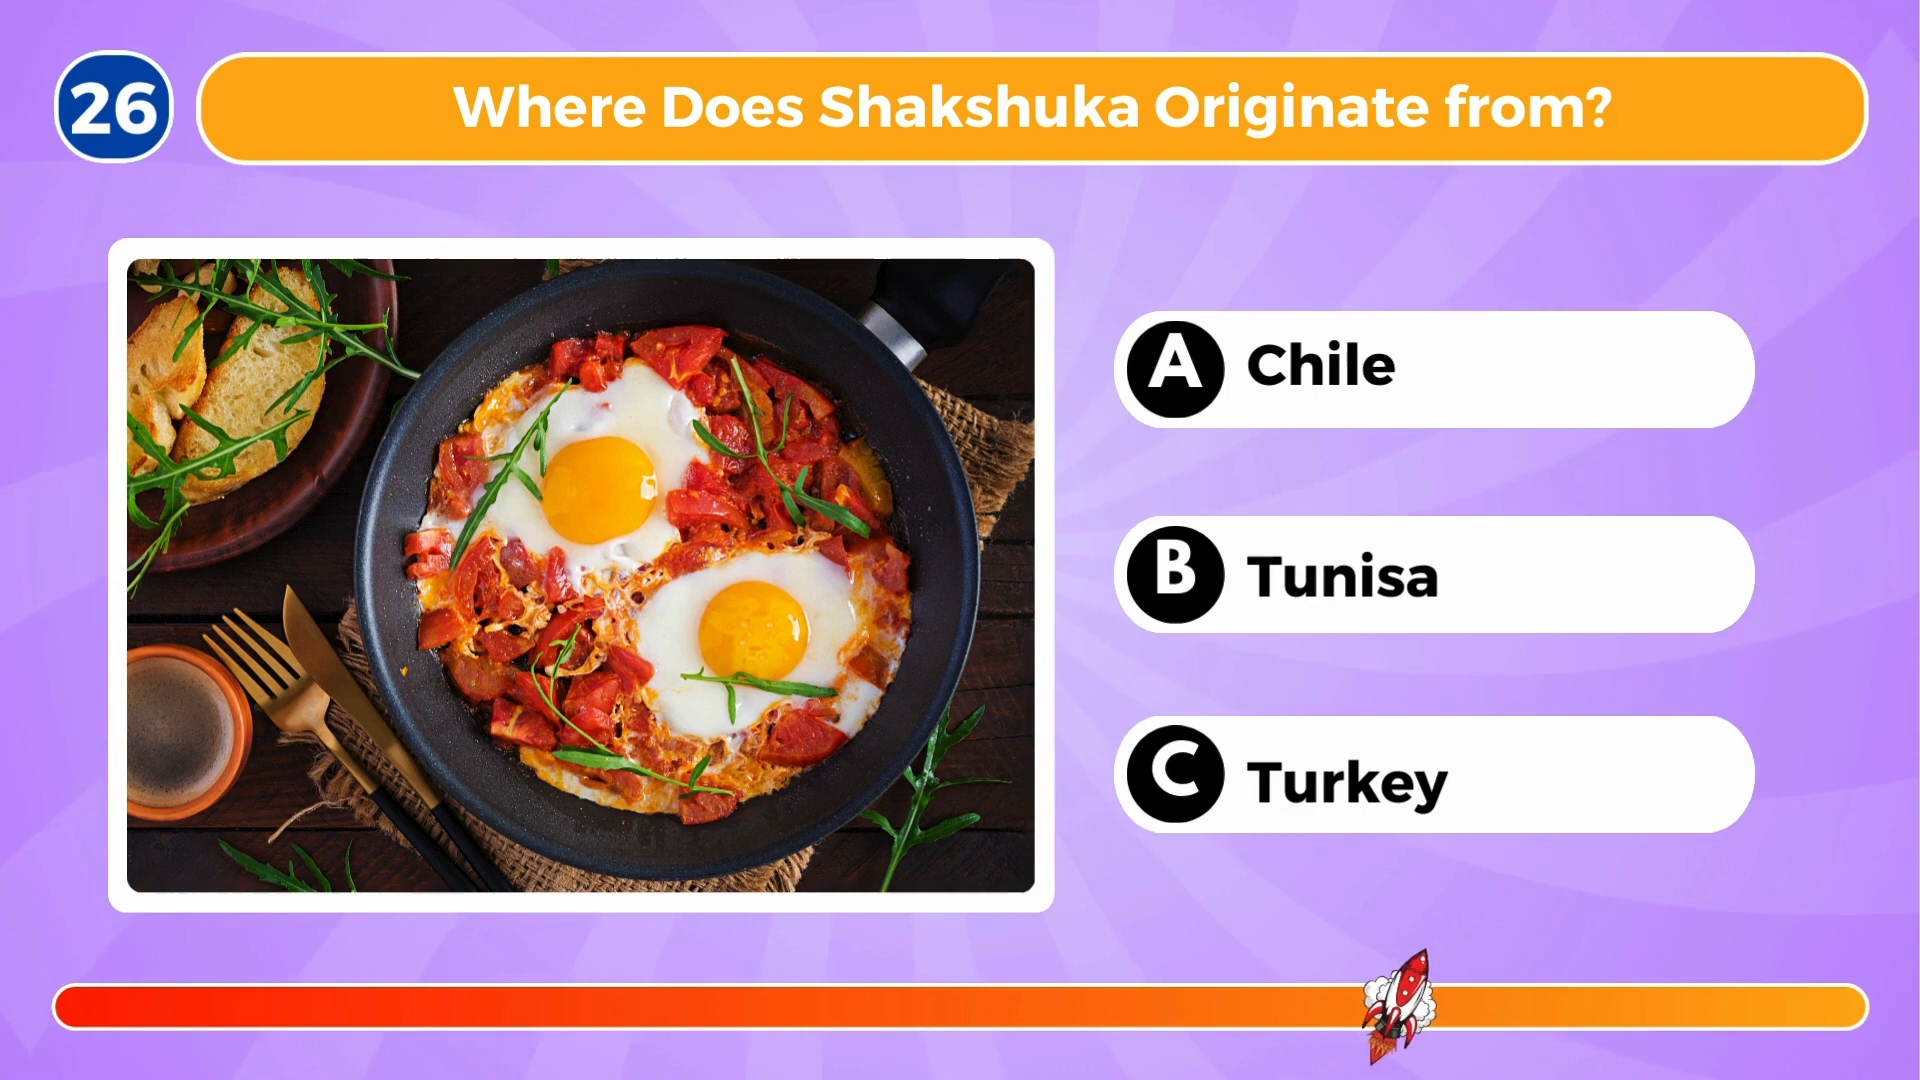 26
Where Does Shakshuka Originate from?
A Chile
B Tunisa
C Turkey